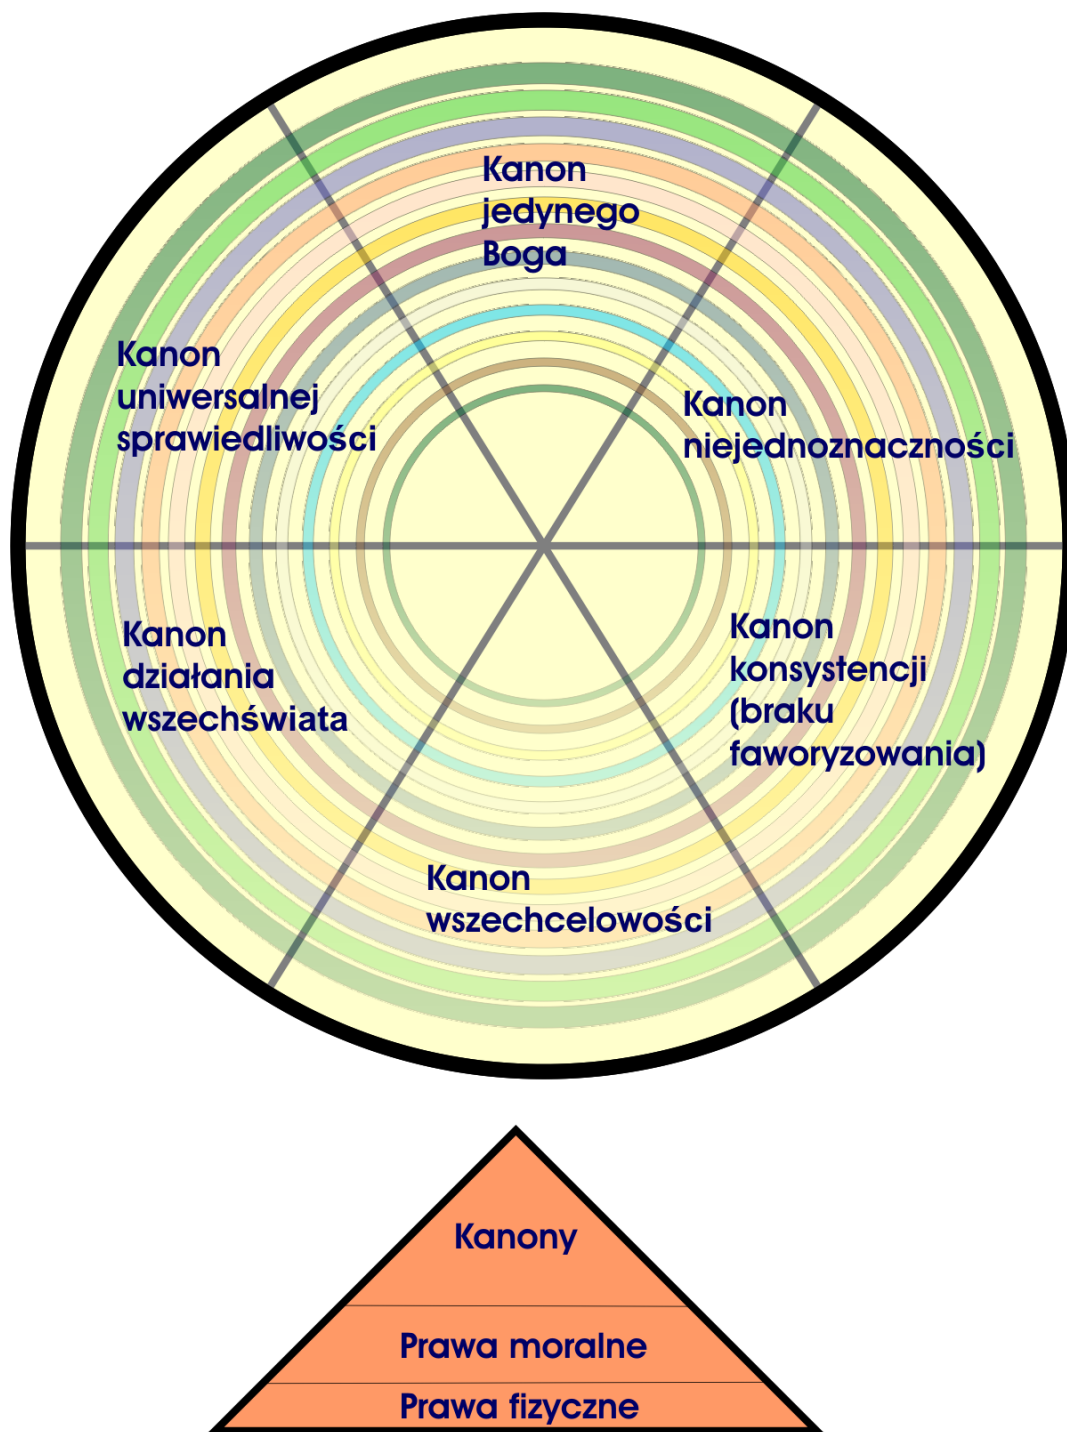 Kanon
jedynego
Boga
Kanon
uniwersalnej
sprawiedliwości
Kanon
niejednoznaczności
Kanon
działania
wszechświata
Kanon
konsystencji
(braku
faworyzowania)
Kanon
wszechcelowości
Kanony
Prawa moralne
Prawa fizyczne